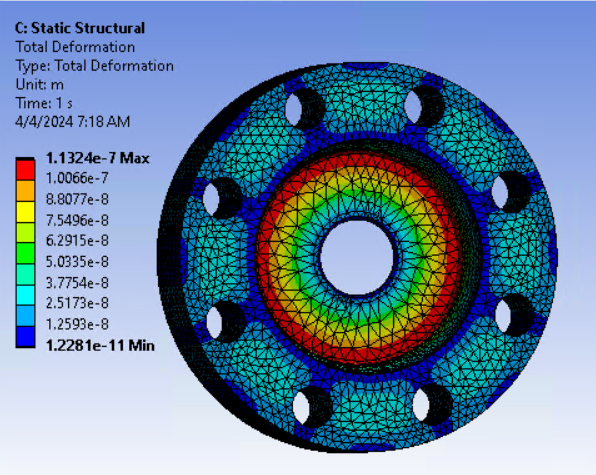 C: Static Structural
Total Deformation
Type: Total Deformation
Unit: m
Time: 1 s
4/4/2024 7:18 AM
1.1324e-7 Max
1.0066e-7
8.8077e-8
7.5496e-8
6.2915e-8
5.0335e-8
3.7754e-8
2.5173e-8
1.2593e-8
1.2281e-11 Min